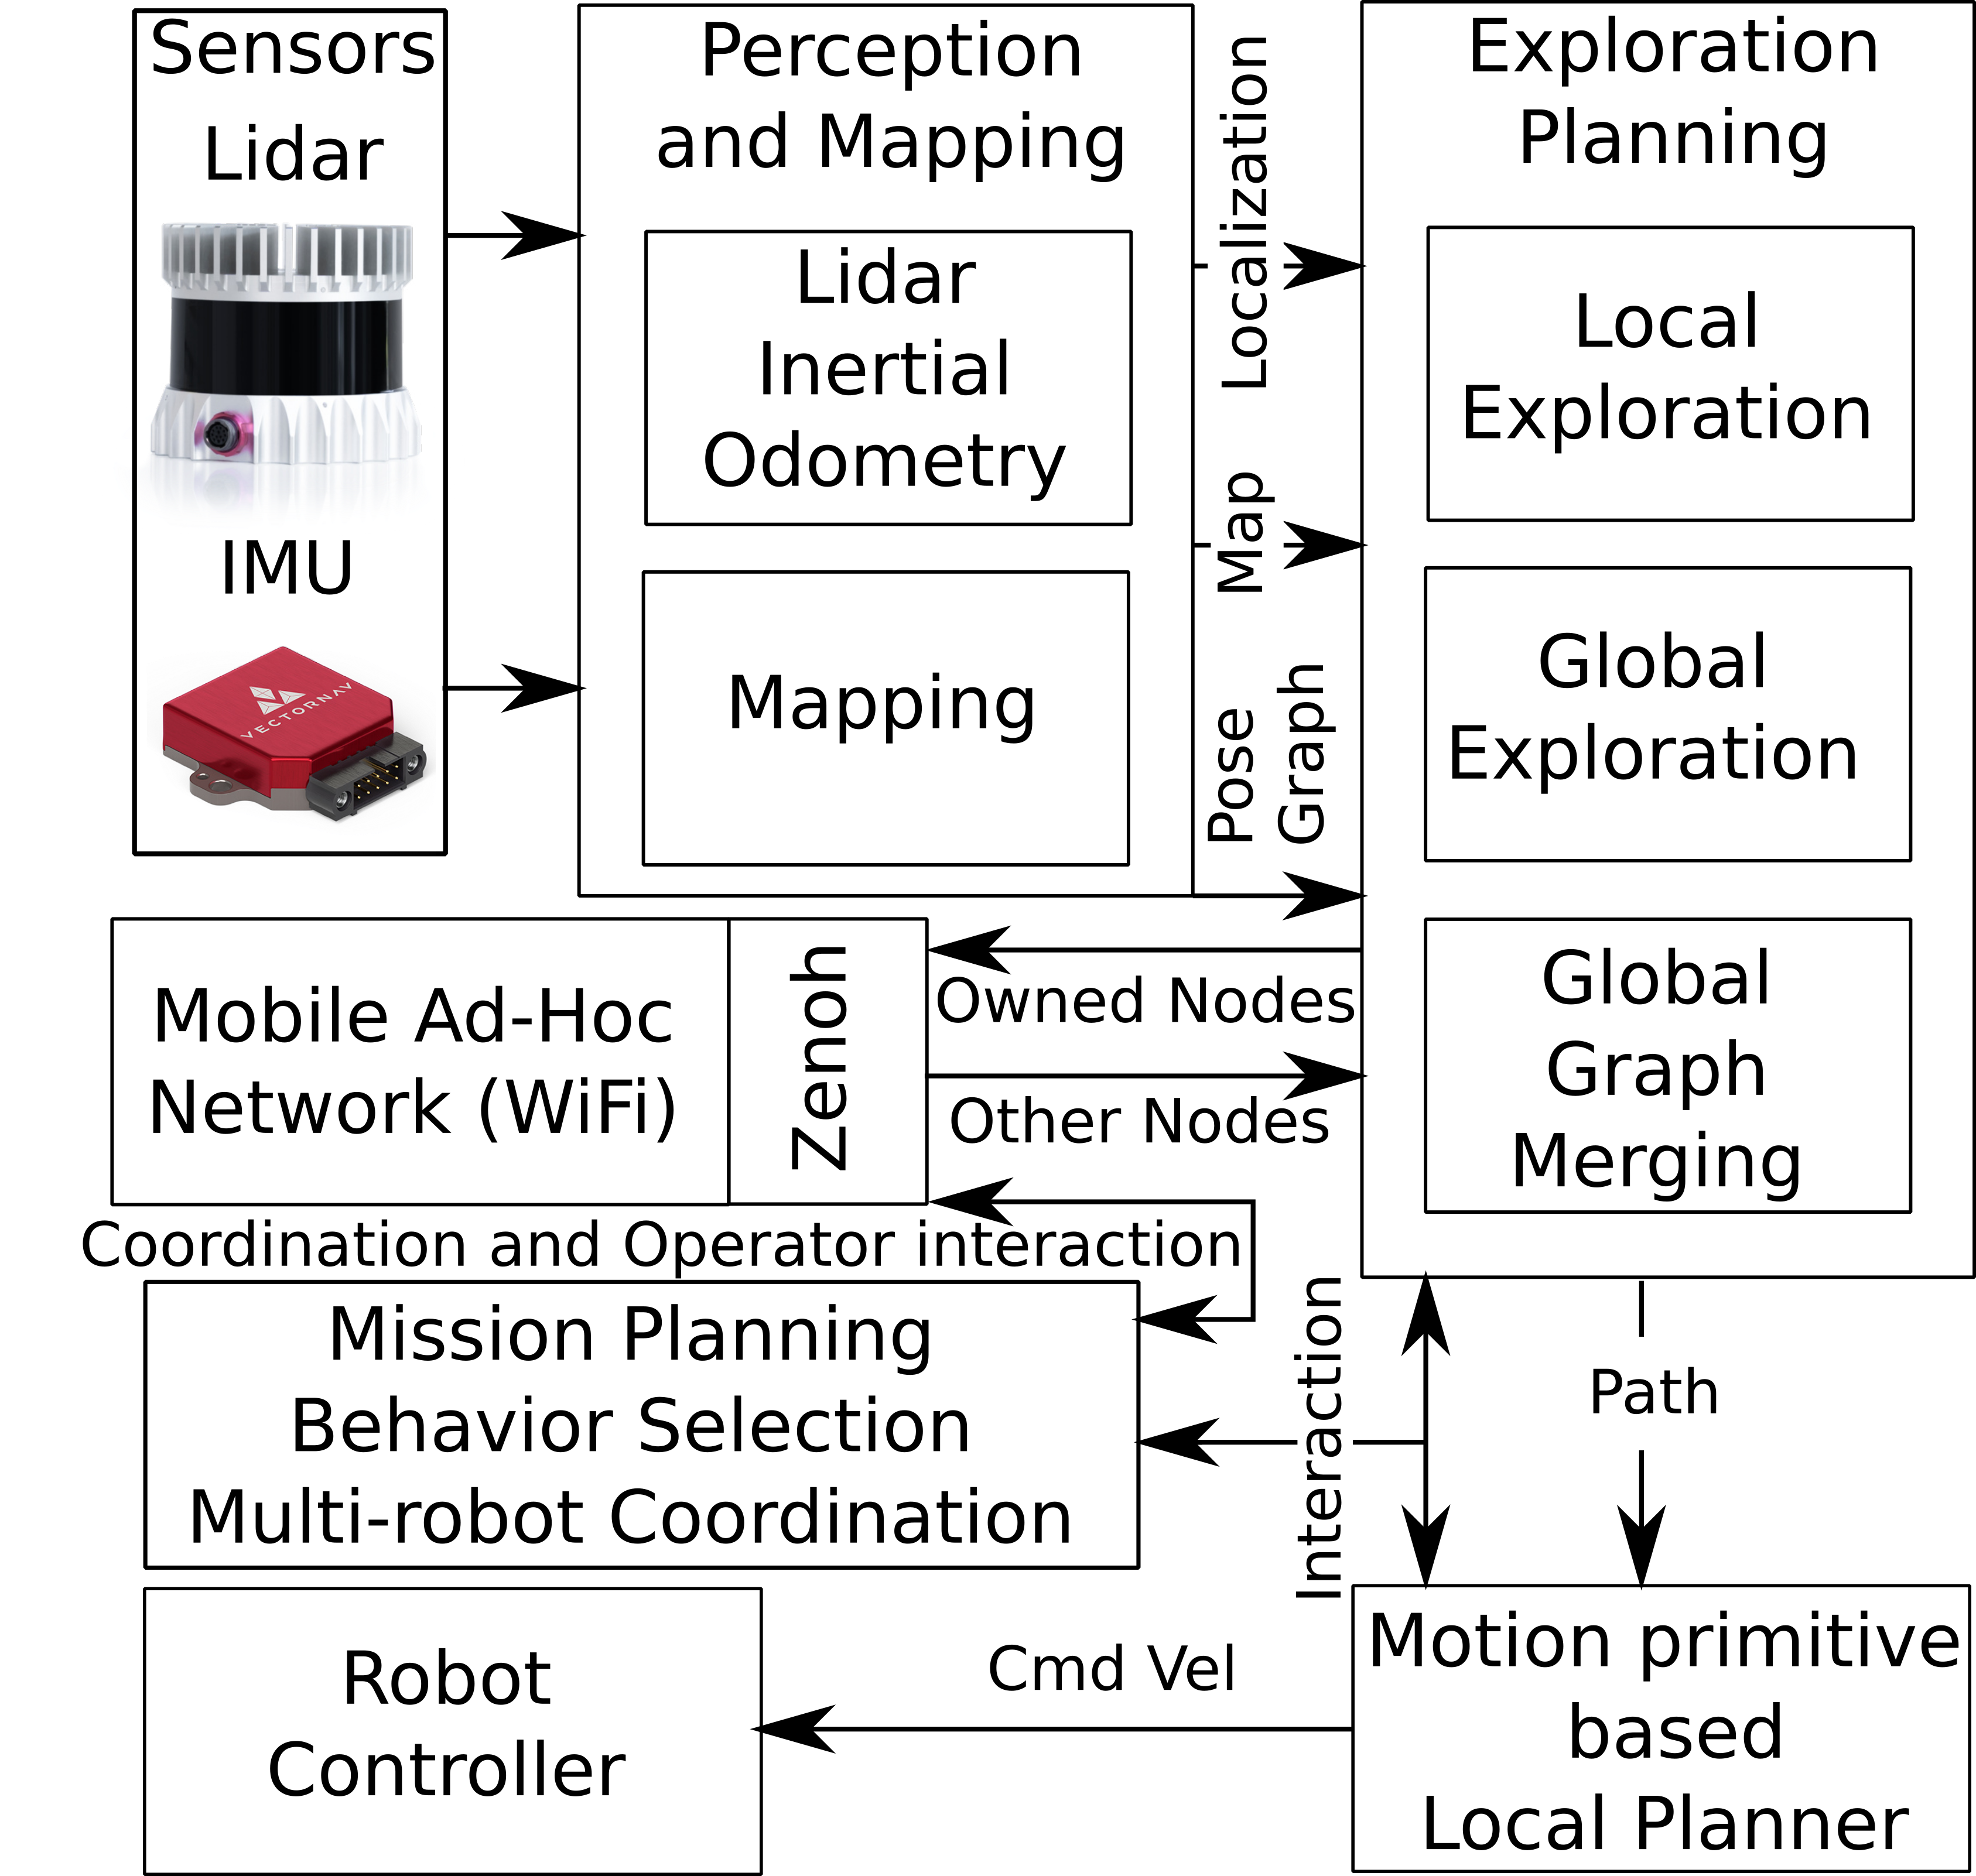 Sensors
Lidar
IMU
VECTORNAV
Perception
and Mapping
Lidar
Inertial
Odometry
Mapping
Localization
Map
Pose
Graph
Exploration
Planning
Local
Exploration
Global
Exploration
Global
Graph
Merging
Mobile Ad-Hoc
Network (WiFi)
Zenoh
Owned Nodes
Other Nodes
Coordination and Operator interaction
Mission Planning
Behavior Selection
Multi-robot Coordination
Interaction
Path
Robot
Controller
Cmd Vel
Motion primitive
based
Local Planner